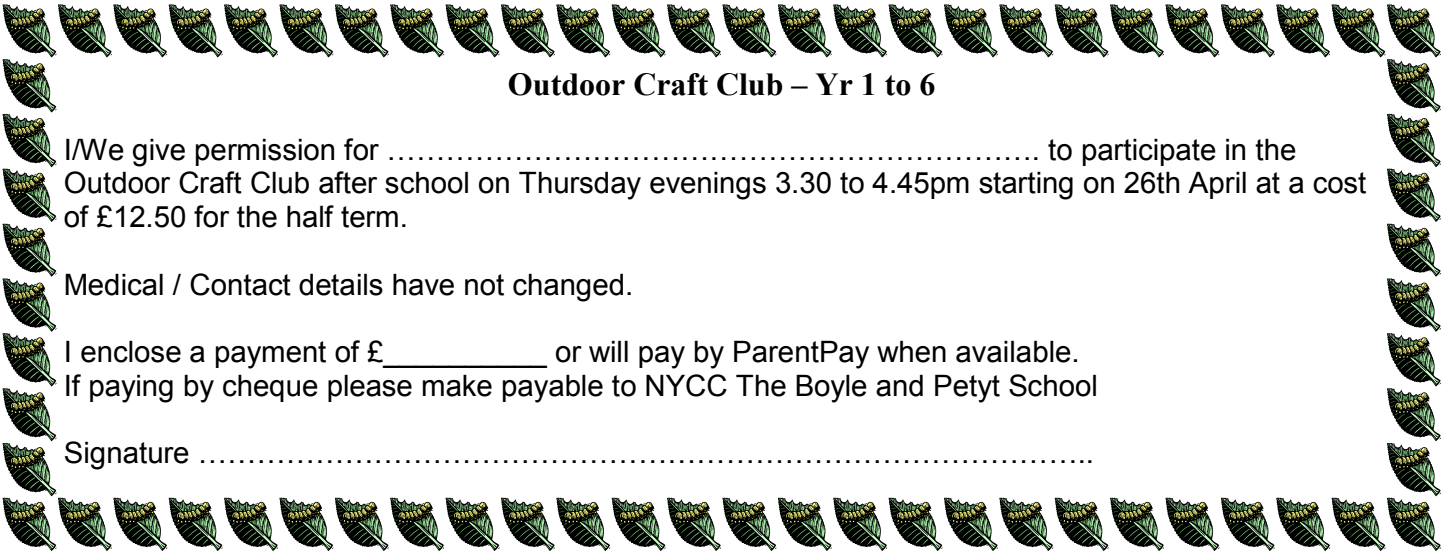 Outdoor Craft Club – Yr 1 to 6
I/We give permission for …………………………………………………………. to participate in the
Outdoor Craft Club after school on Thursday evenings 3.30 to 4.45pm starting on 26th April at a cost
of £12.50 for the half term.
Medical / Contact details have not changed.
I enclose a payment of £__________ or will pay by ParentPay when available.
If paying by cheque please make payable to NYCC The Boyle and Petyt School
Signature ………………………………………………………………………………..